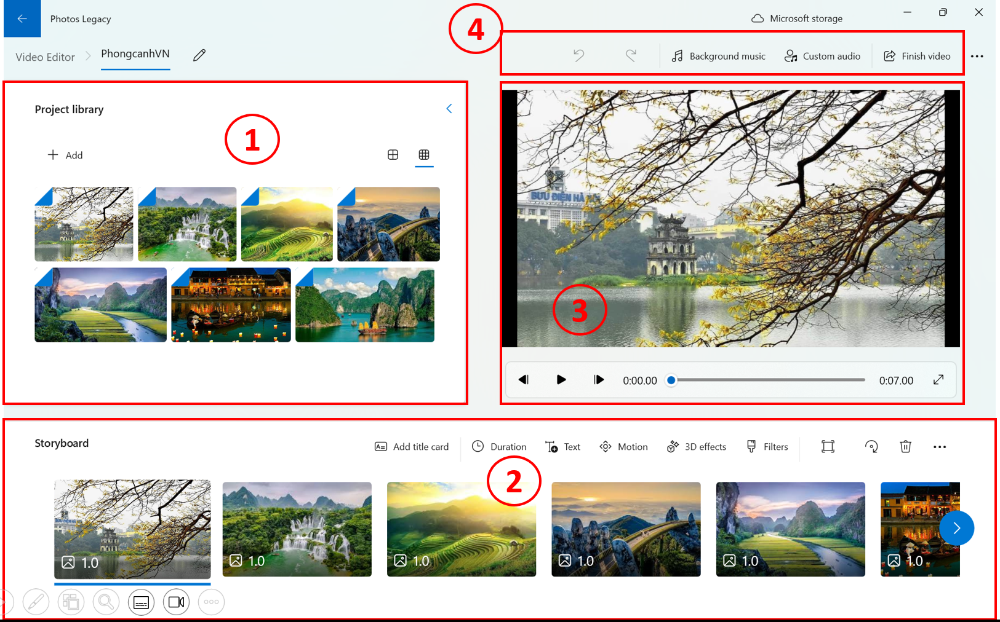 Photos Legacy
Microsoft storage
4
Video Editor
PhongcanhVN
Background music
Custom audio
Finish video
Project library
1
Add
BƯU ĐIỆN HÀ NỘI
3
0:00.00
0:07.00
Storyboard
Add title card
Duration
Text
Motion
3D effects
Filters
2
1.0
1.0
1.0
1.0
1.0
1.0